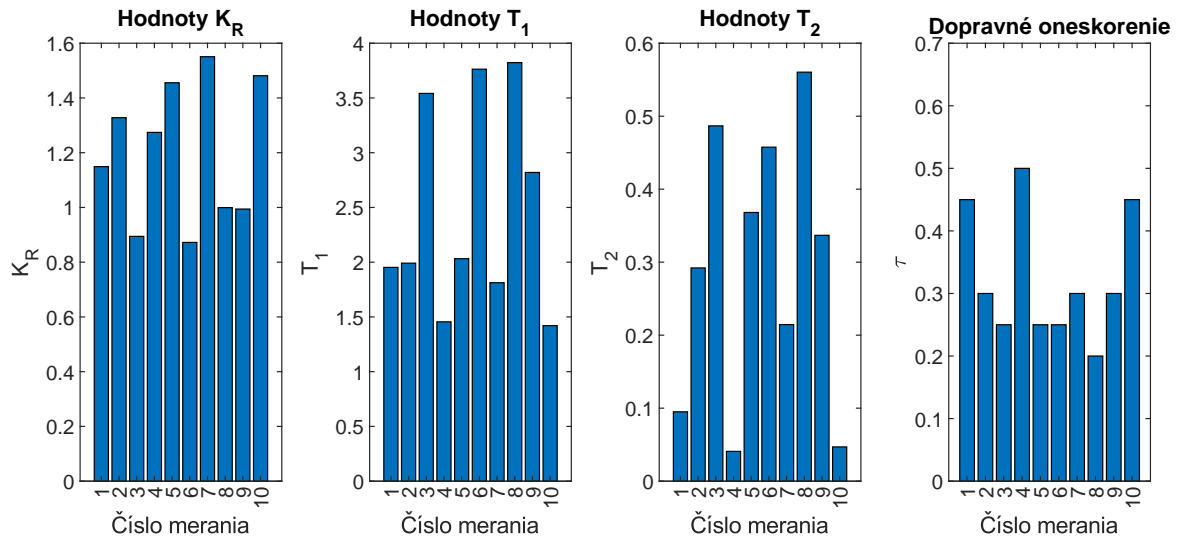 Hodnoty K_R
1.6
1.4
1.2
1
0.8
0.6
0.4
0.2
0
K_R
1 2 3 4 5 6 7 8 9 10
Číslo merania
Hodnoty T_1
4
3.5
3
2.5
2
1.5
1
0.5
0
T_1
1 2 3 4 5 6 7 8 9 10
Číslo merania
Hodnoty T_2
0.6
0.5
0.4
0.3
0.2
0.1
0
T_2
1 2 3 4 5 6 7 8 9 10
Číslo merania
Dopravné oneskorenie
0.7
0.6
0.5
0.4
0.3
0.2
0.1
0
τ
1 2 3 4 5 6 7 8 9 10
Číslo merania